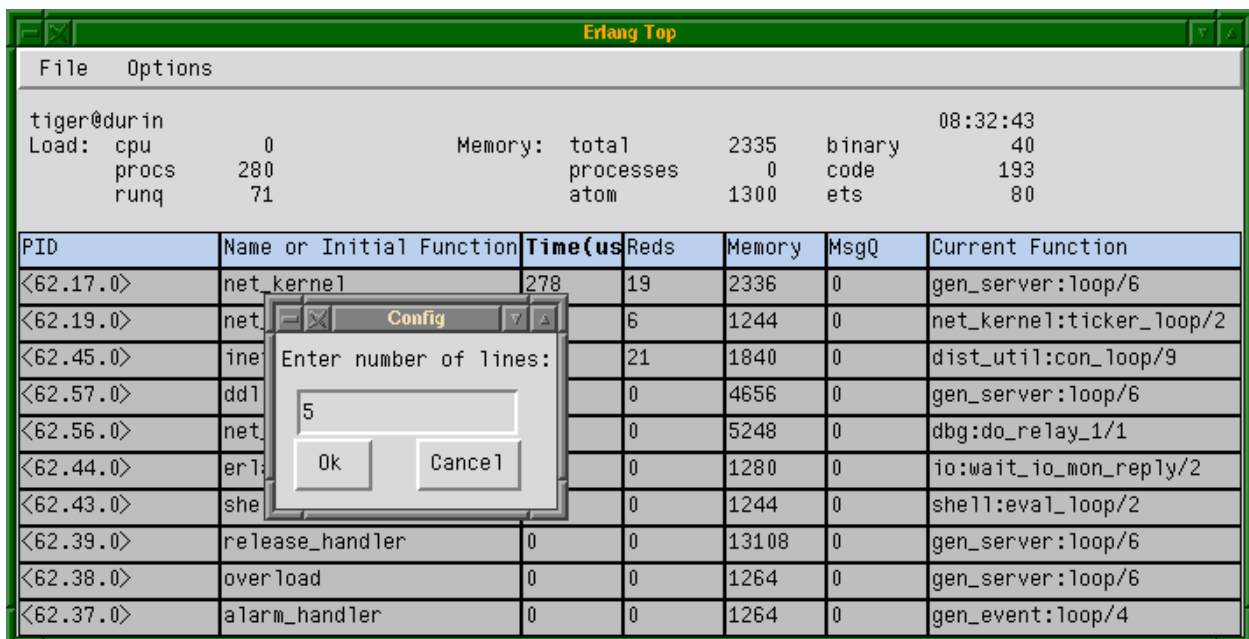 Erlang Top
File Options
tiger@durin 08:32:43
Load: cpu 0 Memory: total 2335 binary 40
procs 280 processes 0 code 193
runq 71 atom 1300 ets 80
PID Name or Initial Function Time(us Reds Memory MsgQ Current Function
<62.17.0> net_kernel 278 19 2336 0 gen_server:loop/6
<62.19.0> net_ 6 1244 0 net_kernel:ticker_loop/2
<62.45.0> ine 21 1840 0 dist_util:con_loop/9
<62.57.0> ddl 0 4656 0 gen_server:loop/6
<62.56.0> net_ 0 5248 0 dbg:do_relay_1/1
<62.44.0> erl 0 1280 0 io:wait_io_mon_reply/2
<62.43.0> she 0 1244 0 shell:eval_loop/2
<62.39.0> release_handler 0 0 13108 0 gen_server:loop/6
<62.38.0> overload 0 0 1264 0 gen_server:loop/6
<62.37.0> alarm_handler 0 0 1264 0 gen_event:loop/4
Config
Enter number of lines:
5
Ok Cancel